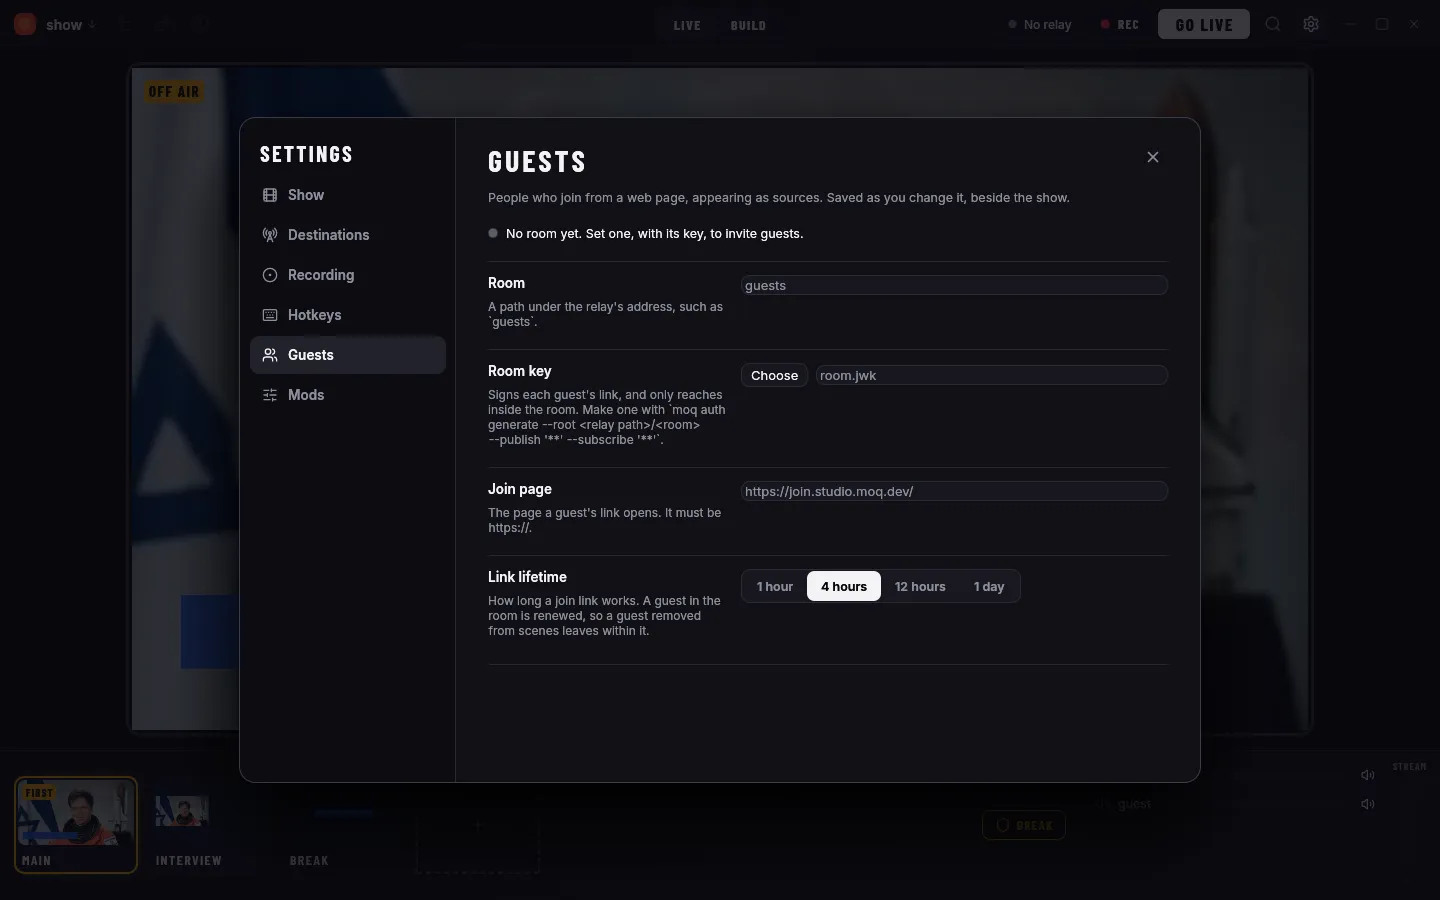 show
LIVE
BUILD
No relay
REC
GO LIVE
OFF AIR
SETTINGS
Show
Destinations
Recording
Hotkeys
Guests
Mods
GUESTS
People who join from a web page, appearing as sources. Saved as you change it, beside the show.
No room yet. Set one, with its key, to invite guests.
Room
A path under the relay's address, such as
`guests`.
guests
Room key
Signs each guest's link, and only reaches
inside the room. Make one with `moq auth
generate --root <relay path>/<room>
--publish '**' --subscribe '**'`.
Choose
room.jwk
Join page
The page a guest's link opens. It must be
https://.
https://join.studio.moq.dev/
Link lifetime
How long a join link works. A guest in the
room is renewed, so a guest removed
from scenes leaves within it.
1 hour
4 hours
12 hours
1 day
FIRST
MAIN
INTERVIEW
BREAK
BREAK
guest
STREAM